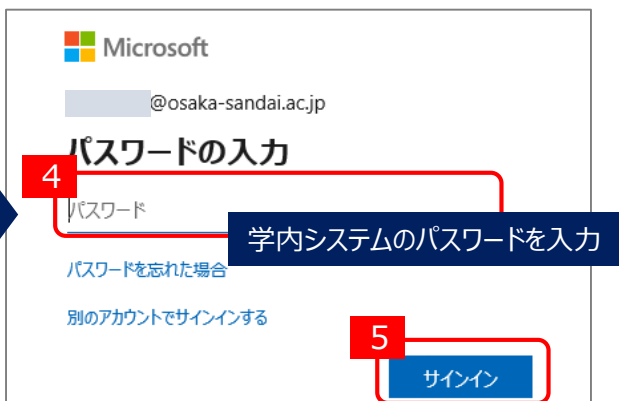 Microsoft
@osaka-sandai.ac.jp
パスワードの入力
4
パスワード
学内システムのパスワードを入力
パスワードを忘れた場合
別のアカウントでサインインする
5
サインイン